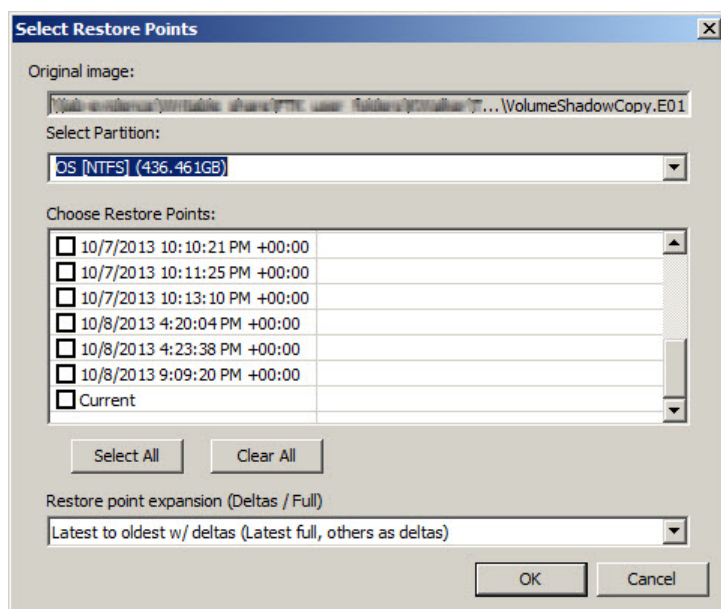 Select Restore Points
Original image:
...\VolumeShadowCopy.E01
Select Partition:
OS [NTFS] (436.461GB)
Choose Restore Points:
10/7/2013 10:10:21 PM +00:00
10/7/2013 10:11:25 PM +00:00
10/7/2013 10:13:10 PM +00:00
10/8/2013 4:20:04 PM +00:00
10/8/2013 4:23:38 PM +00:00
10/8/2013 9:09:20 PM +00:00
Current
Select All Clear All
Restore point expansion (Deltas / Full)
Latest to oldest w/ deltas (Latest full, others as deltas)
OK Cancel